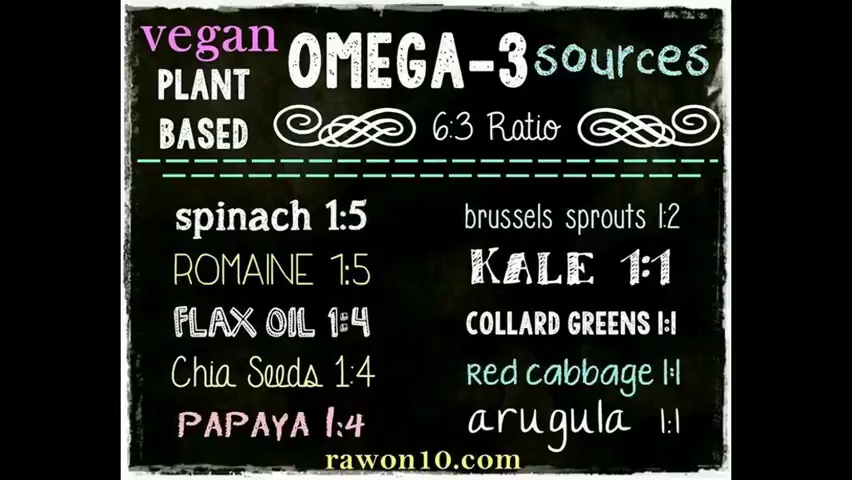 vegan OMEGA-3 sources
PLANT
BASED
6:3 Ratio
spinach 1:5
ROMAINE 1:5
FLAX OIL 1:4
Chia Seeds 1:4
PAPAYA 1:4
brussels sprouts 1:2
KALE 1:1
COLLARD GREENS 1:1
Red cabbage 1:1
arugula 1:1
rawon10.com